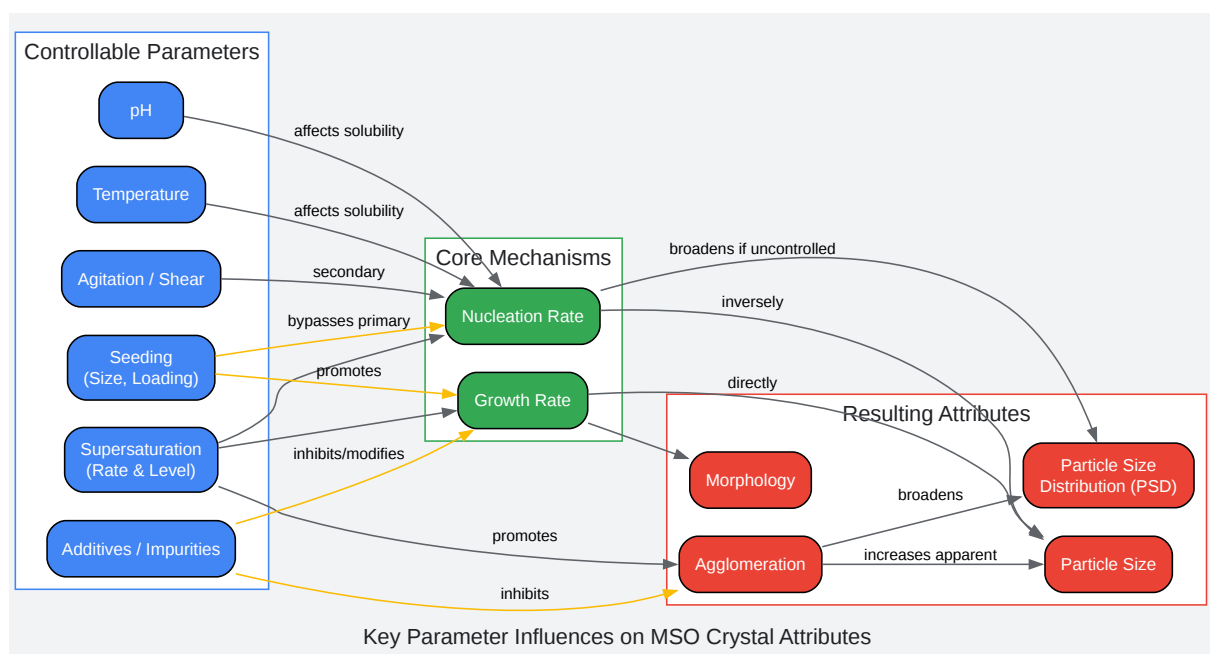 Controllable Parameters
pH
Temperature
Agitation / Shear
Seeding
(Size, Loading)
Supersaturation
(Rate & Level)
Additives / Impurities
affects solubility
affects solubility
secondary
bypasses primary
promotes
inhibits/modifies
promotes
inhibits
Core Mechanisms
Nucleation Rate
Growth Rate
broadens if uncontrolled
inversely
directly
Resulting Attributes
Morphology
Agglomeration
broadens
increases apparent
Particle Size
Distribution (PSD)
Particle Size
Key Parameter Influences on MSO Crystal Attributes